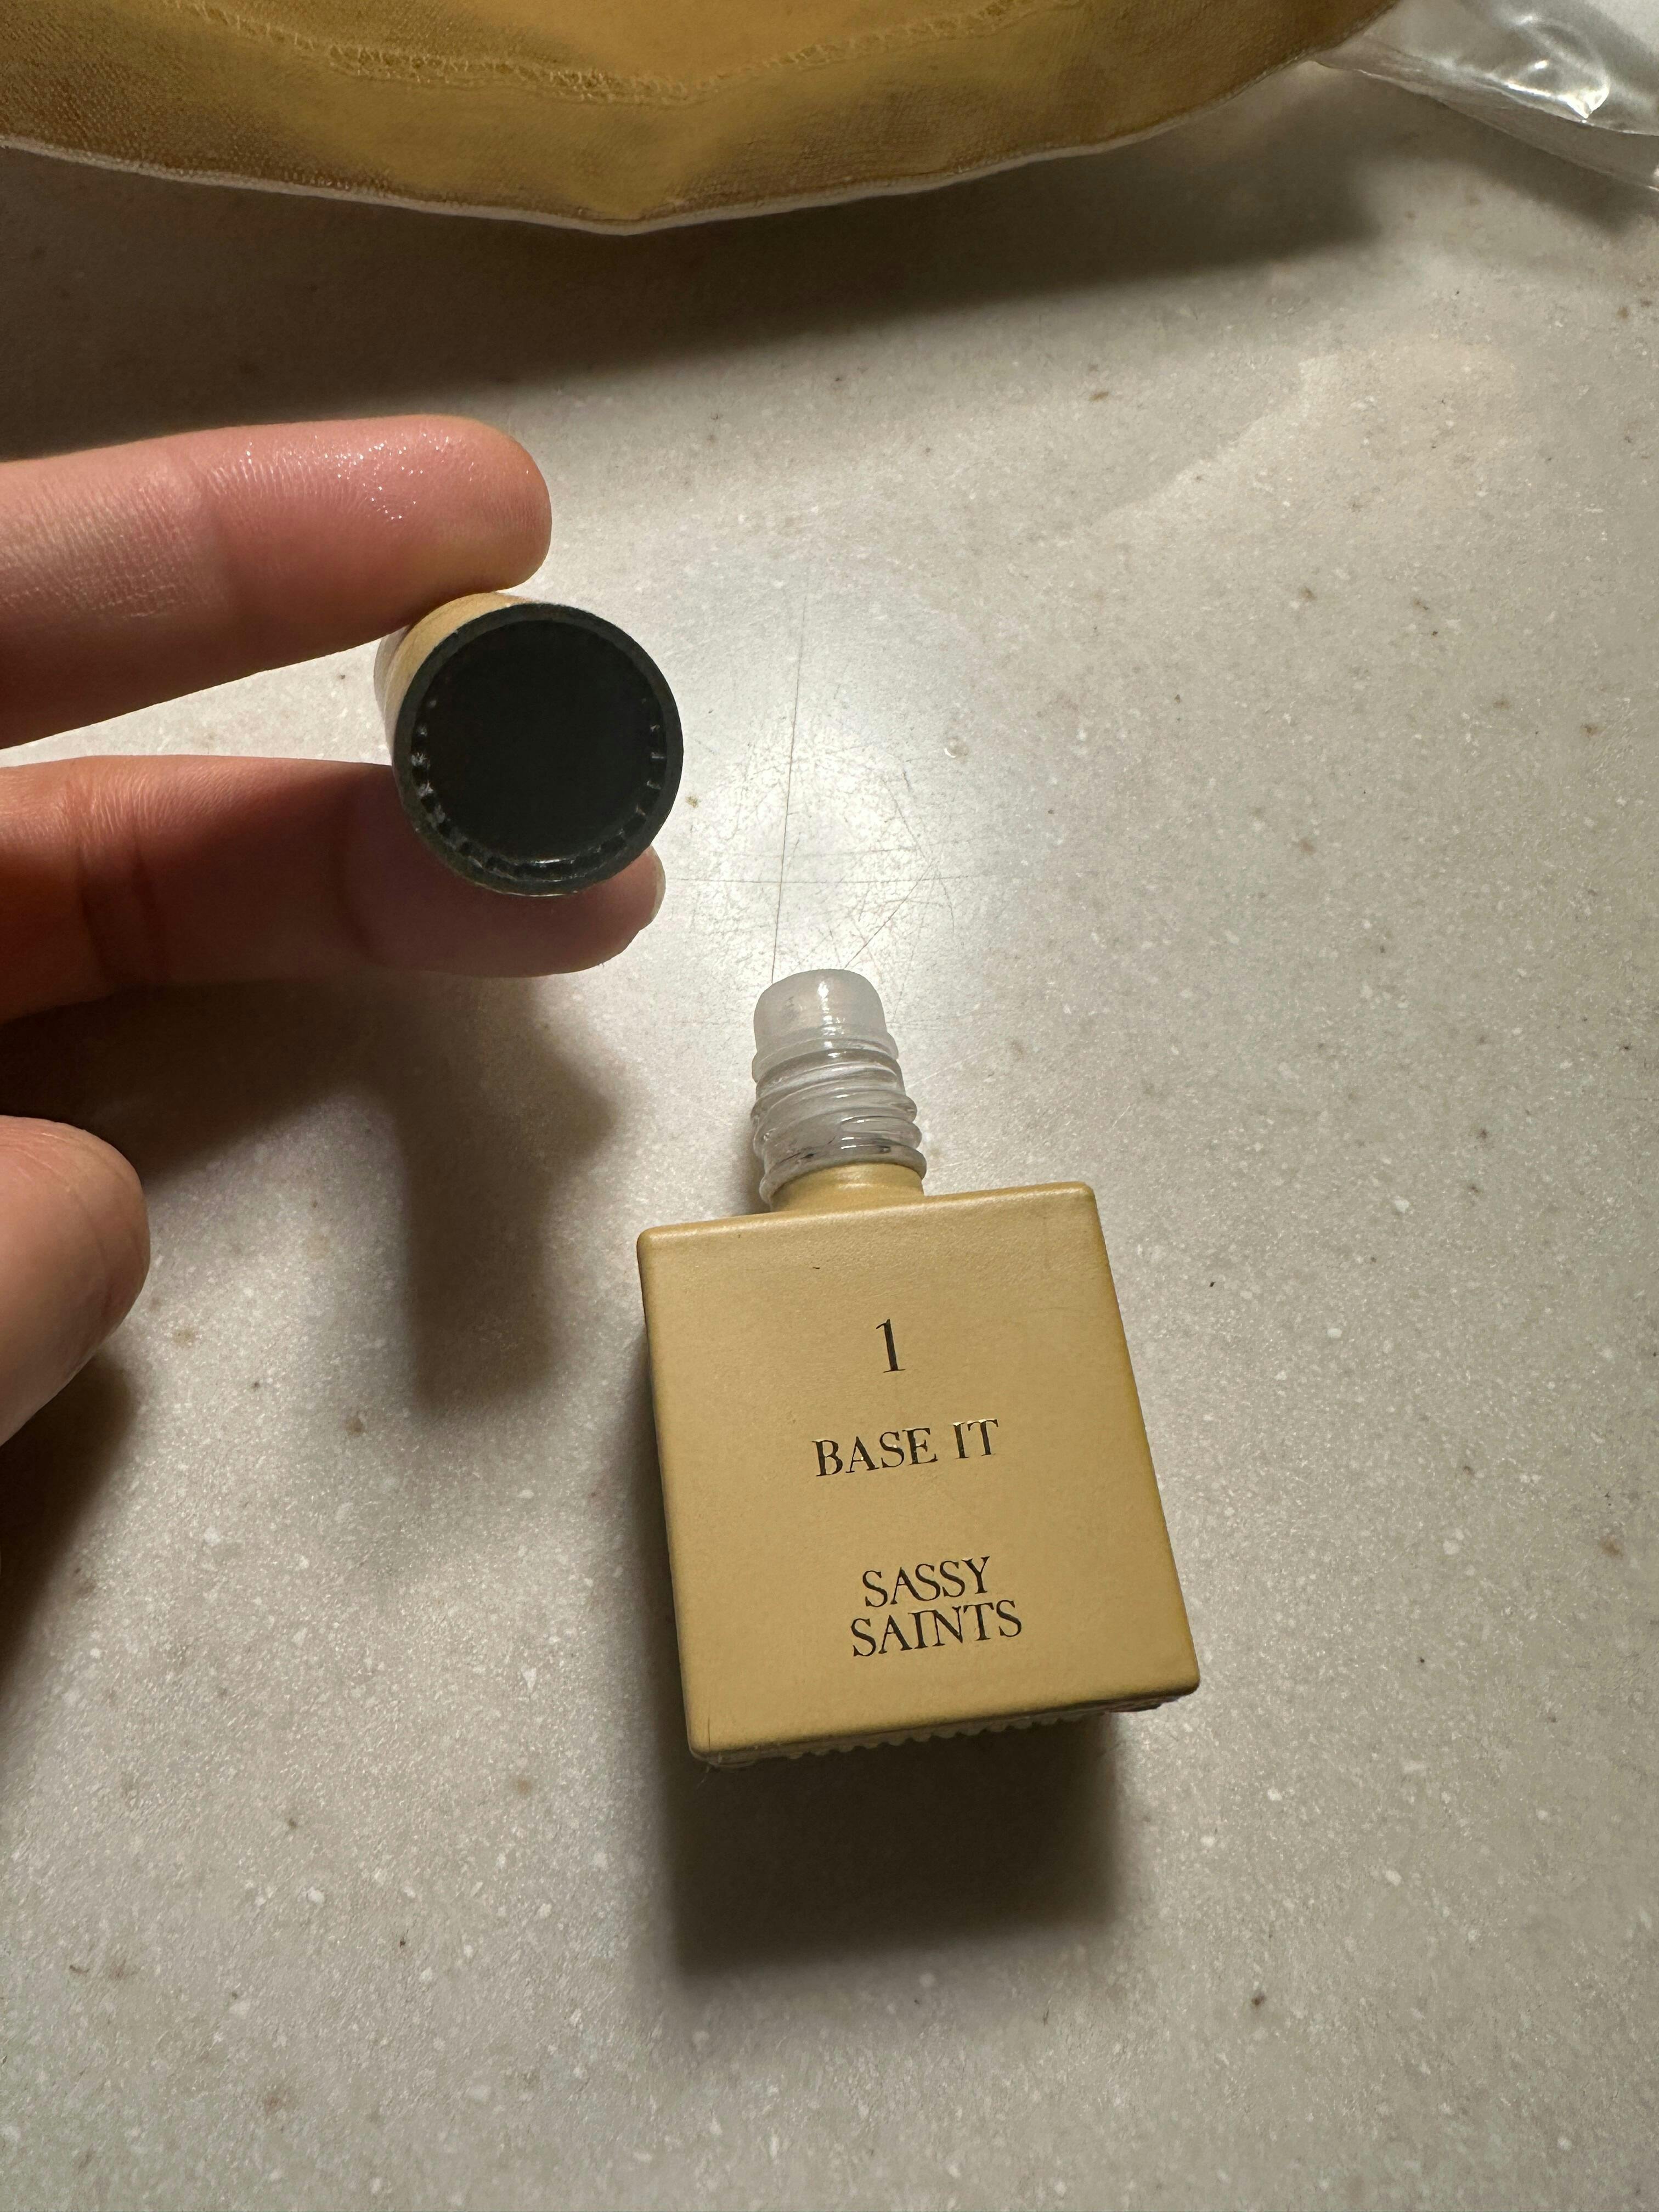 1
BASE IT
SASSY
SAINTS